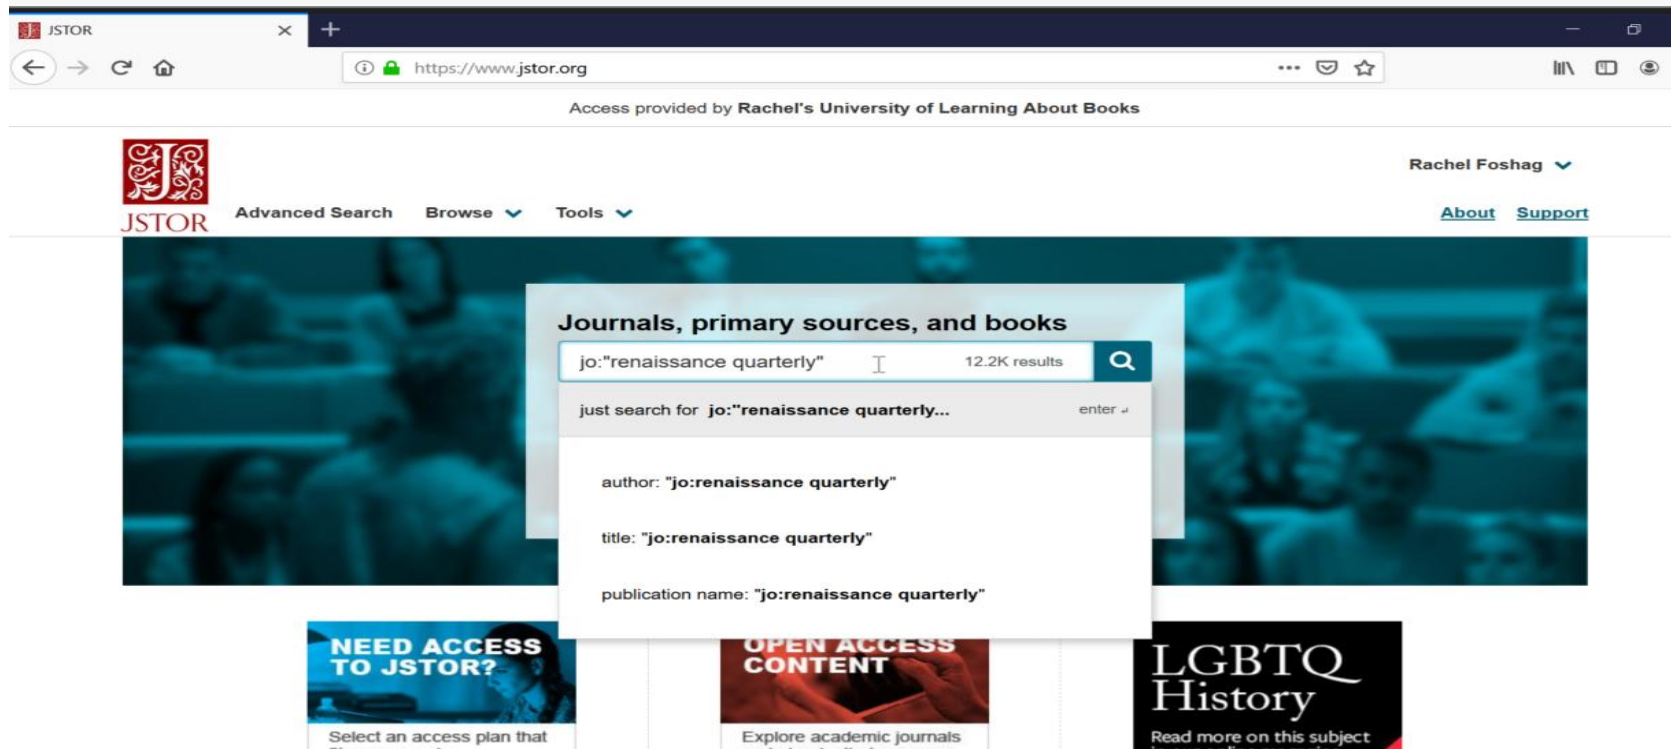 JSTOR
https://www.jstor.org
Access provided by Rachel's University of Learning About Books
Rachel Foshag
JSTOR
Advanced Search Browse Tools
About Support
Journals, primary sources, and books
jo:"renaissance quarterly" 12.2K results
just search for jo:"renaissance quarterly... enter
author: "jo:renaissance quarterly"
title: "jo:renaissance quarterly"
publication name: "jo:renaissance quarterly"
NEED ACCESS
TO JSTOR?
Select an access plan that
OPEN ACCESS
CONTENT
Explore academic journals
LGBTQ
History
Read more on this subject